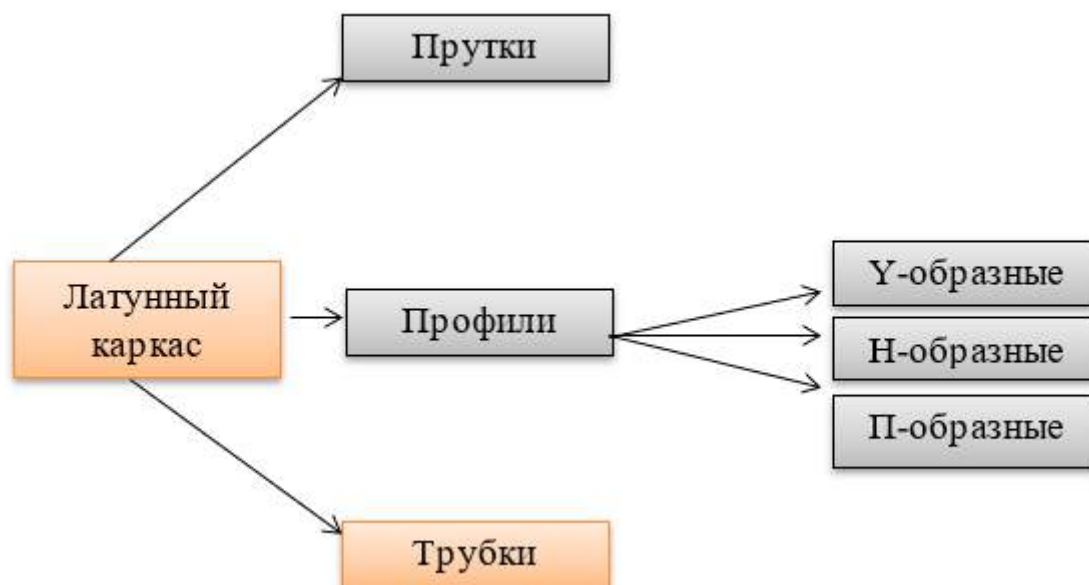 Прутки
Латунный
каркас
Профили
Y-образные
Н-образные
П-образные
Трубки